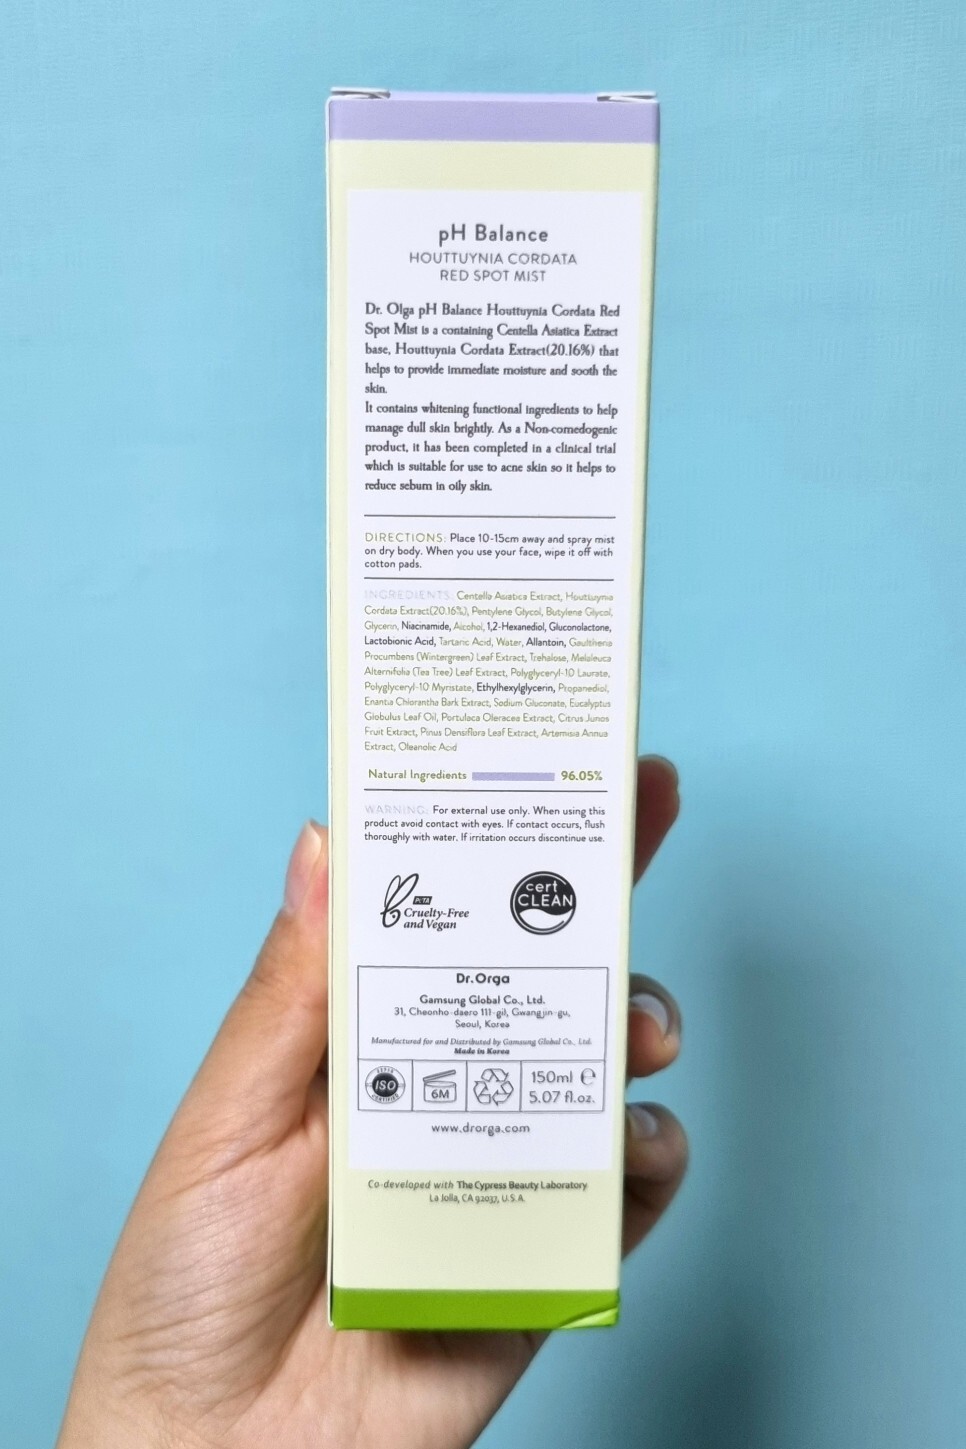 pH Balance
HOUTTUYNIA CORDATA
RED SPOT MIST
Dr. Olga pH Balance Houttuynia Cordata Red
Spot Mist is a containing Centella Asiatica Extract
base, Houttuynia Cordata Extract(20.16%) that
helps to provide immediate moisture and sooth the
skin.
It contains whitening functional ingredients to help
manage dull skin brightly. As a Non-comedogenic
product, it has been completed in a clinical trial
which is suitable for use to acne skin so it helps to
reduce sebum in oily skin.
DIRECTIONS: Place 10-15cm away and spray mist
on dry body. When you use your face, wipe it off with
cotton pads.
INGREDIENTS: Centella Asiatica Extract, Houttuynia
Cordata Extract(20.16%), Pentylene Glycol, Butylene Glycol,
Glycerin, Niacinamide, Alcohol, 1,2-Hexanediol, Gluconolactone,
Lactobionic Acid, Tartaric Acid, Water, Allantoin, Gaultheria
Procumbens (Wintergreen) Leaf Extract, Trehalose, Melaleuca
Alternifolia (Tea Tree) Leaf Extract, Polyglyceryl-10 Laurate,
Polyglyceryl-10 Myristate, Ethylhexylglycerin, Propanediol,
Enantia Chlorantha Bark Extract, Sodium Gluconate, Eucalyptus
Globulus Leaf Oil, Portulaca Oleracea Extract, Citrus Junos
Fruit Extract, Pinus Densiflora Leaf Extract, Artemisia Annua
Extract, Oleanolic Acid
Natural Ingredients 96.05%
WARNING: For external use only. When using this
product avoid contact with eyes. If contact occurs, flush
thoroughly with water. If irritation occurs discontinue use.
PETA
Cruelty-Free
and Vegan
cert
CLEAN
Dr.Orga
Gamsung Global Co., Ltd.
31, Cheonho-daero 111-gil, Gwangjin-gu,
Seoul, Korea
Manufactured for and Distributed by Gamsung Global Co., Ltd.
Made in Korea
ISO
CERTIFIED
6M
150ml e
5.07 fl.oz.
www.drorga.com
Co-developed with The Cypress Beauty Laboratory
La Jolla, CA 92037, U.S.A.